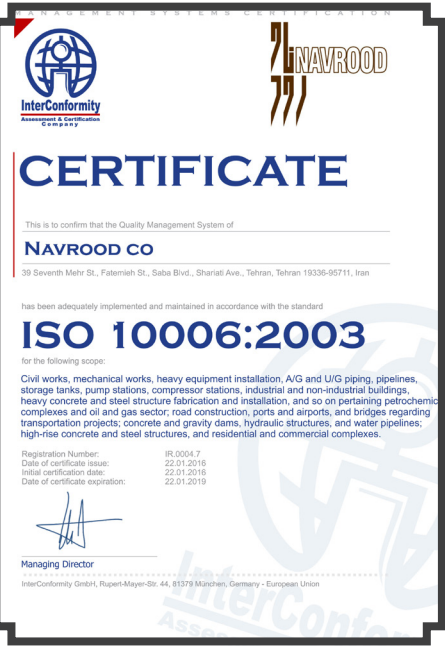 MANAGEMENT SYSTEMS CERTIFICATION
InterConformity
Assessment & Certification
Company
NAVROOD
CERTIFICATE
This is to confirm that the Quality Management System of
NAVROOD CO
39 Seventh Mehr St., Fatemieh St., Saba Blvd., Shariati Ave., Tehran, Tehran 19336-95711, Iran
has been adequately implemented and maintained in accordance with the standard
ISO 10006:2003
for the following scope:
Civil works, mechanical works, heavy equipment installation, A/G and U/G piping, pipelines,
storage tanks, pump stations, compressor stations, industrial and non-industrial buildings,
heavy concrete and steel structure fabrication and installation, and so on pertaining petrochemic
complexes and oil and gas sector; road construction, ports and airports, and bridges regarding
transportation projects; concrete and gravity dams, hydraulic structures, and water pipelines;
high-rise concrete and steel structures, and residential and commercial complexes.
Registration Number: IR.0004.7
Date of certificate issue: 22.01.2016
Initial certification date: 22.01.2016
Date of certificate expiration: 22.01.2019
Managing Director
InterConformity GmbH, Rupert-Mayer-Str. 44, 81379 München, Germany - European Union
InterConfo
Asses